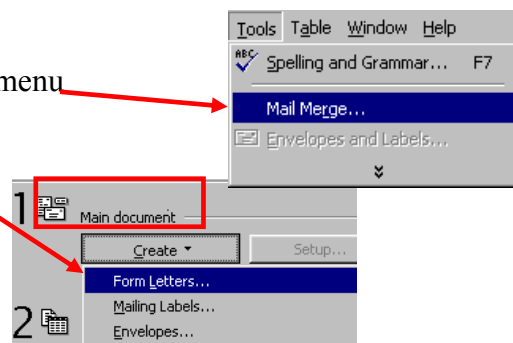 Tools Table Window Help
ABC Spelling and Grammar... F7
menu
Mail Merge...
Envelopes and Labels...
1 Main document
Create Setup...
Form Letters...
Mailing Labels...
2 Envelopes...